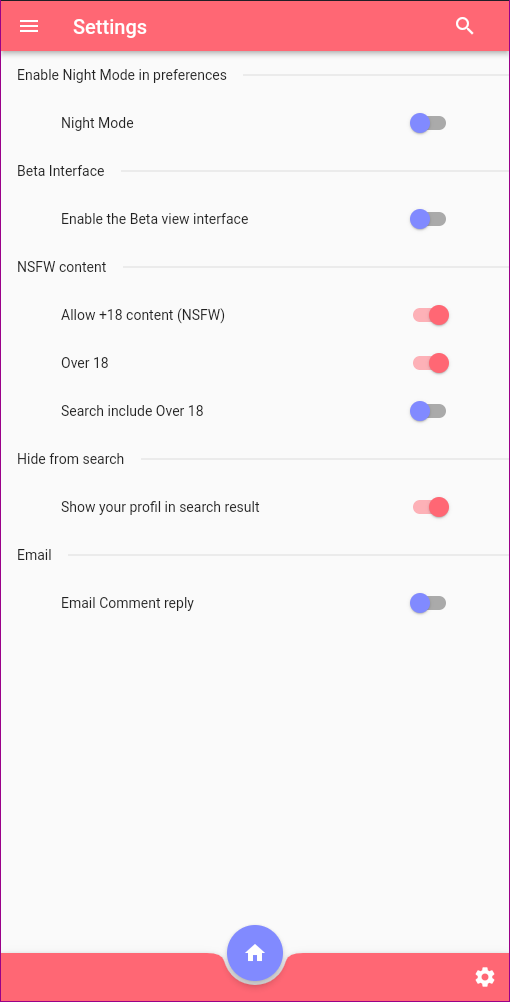 Settings
Enable Night Mode in preferences
Night Mode
Beta Interface
Enable the Beta view interface
NSFW content
Allow +18 content (NSFW)
Over 18
Search include Over 18
Hide from search
Show your profil in search result
Email
Email Comment reply